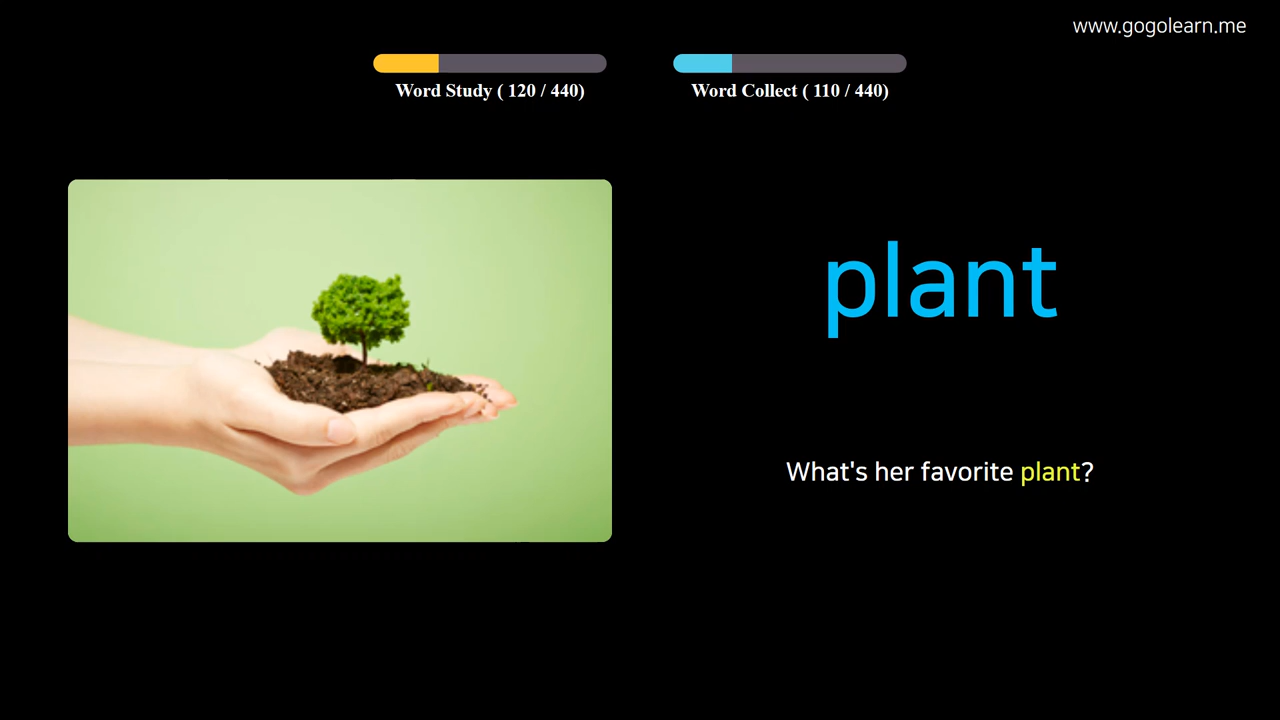 www.gogolearn.me
Word Study ( 120 / 440)
Word Collect ( 110 / 440)
plant
What's her favorite plant?